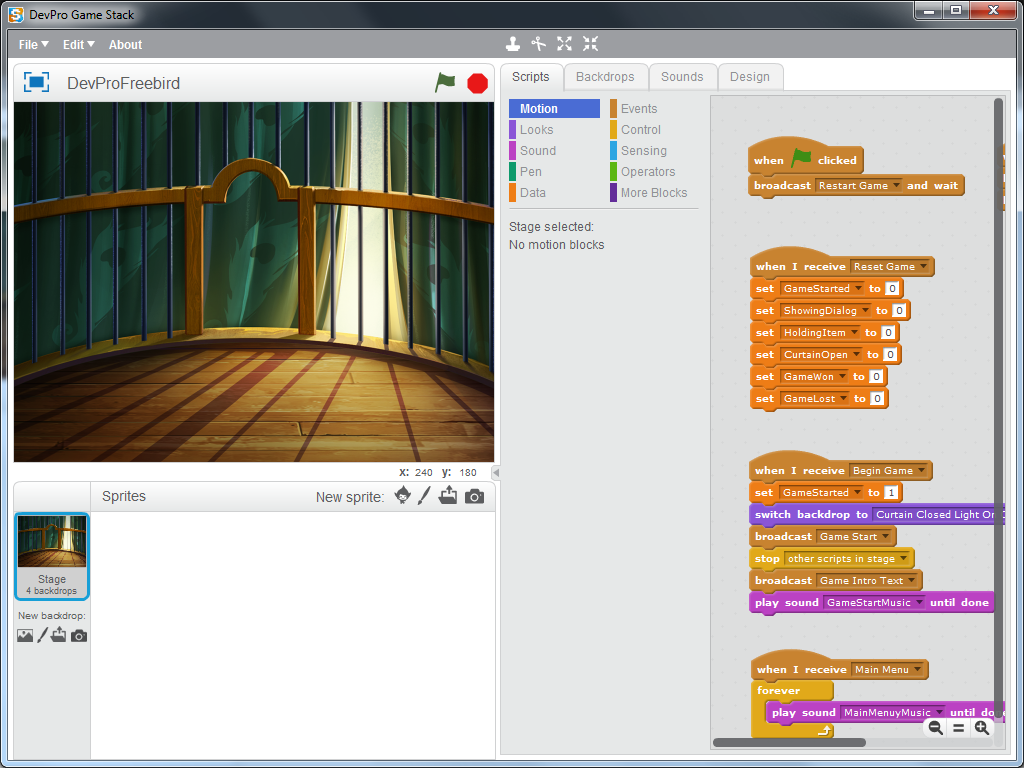 DevPro Game Stack
File Edit About
DevProFreebird
Scripts Backdrops Sounds Design
Motion Events
Looks Control
Sound Sensing
Pen Operators
Data More Blocks
Stage selected:
No motion blocks
when clicked
broadcast Restart Game and wait
when I receive Reset Game
set GameStarted to 0
set ShowingDialog to 0
set HoldingItem to 0
set CurtainOpen to 0
set GameWon to 0
set GameLost to 0
when I receive Begin Game
set GameStarted to 1
switch backdrop to Curtain Closed Light On
broadcast Game Start
stop other scripts in stage
broadcast Game Intro Text
play sound GameStartMusic until done
when I receive Main Menu
forever
play sound MainMenuyMusic until done
x: 240 y: 180
Sprites New sprite:
Stage
4 backdrops
New backdrop: